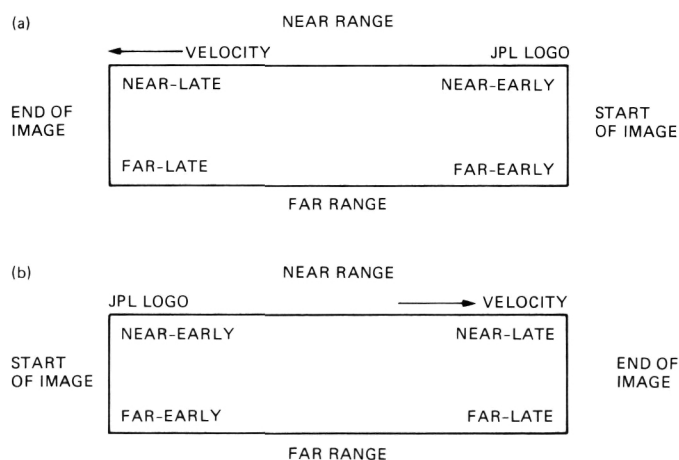 (a)
NEAR RANGE
VELOCITY
JPL LOGO
NEAR-LATE
NEAR-EARLY
END OF
IMAGE
START
OF IMAGE
FAR-LATE
FAR-EARLY
FAR RANGE
(b)
NEAR RANGE
JPL LOGO
VELOCITY
NEAR-EARLY
NEAR-LATE
START
OF IMAGE
END OF
IMAGE
FAR-EARLY
FAR-LATE
FAR RANGE